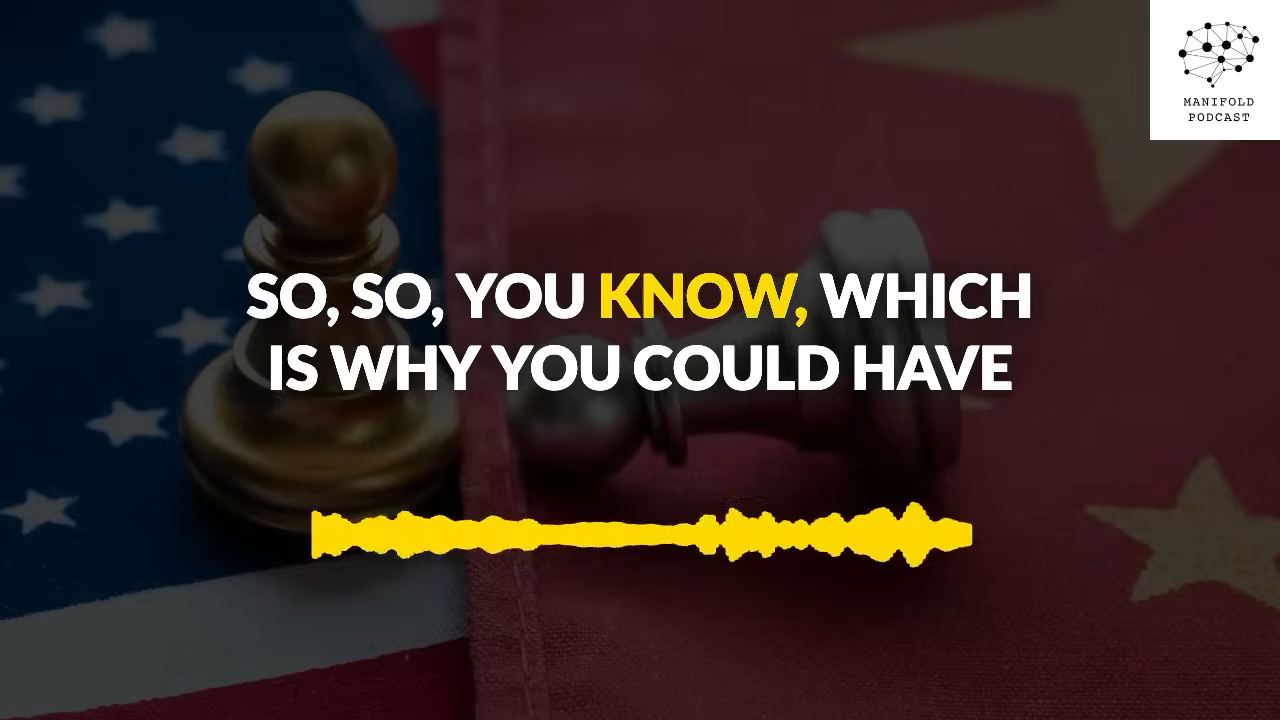 MANIFOLD
PODCAST
SO, SO, YOU KNOW, WHICH
IS WHY YOU COULD HAVE